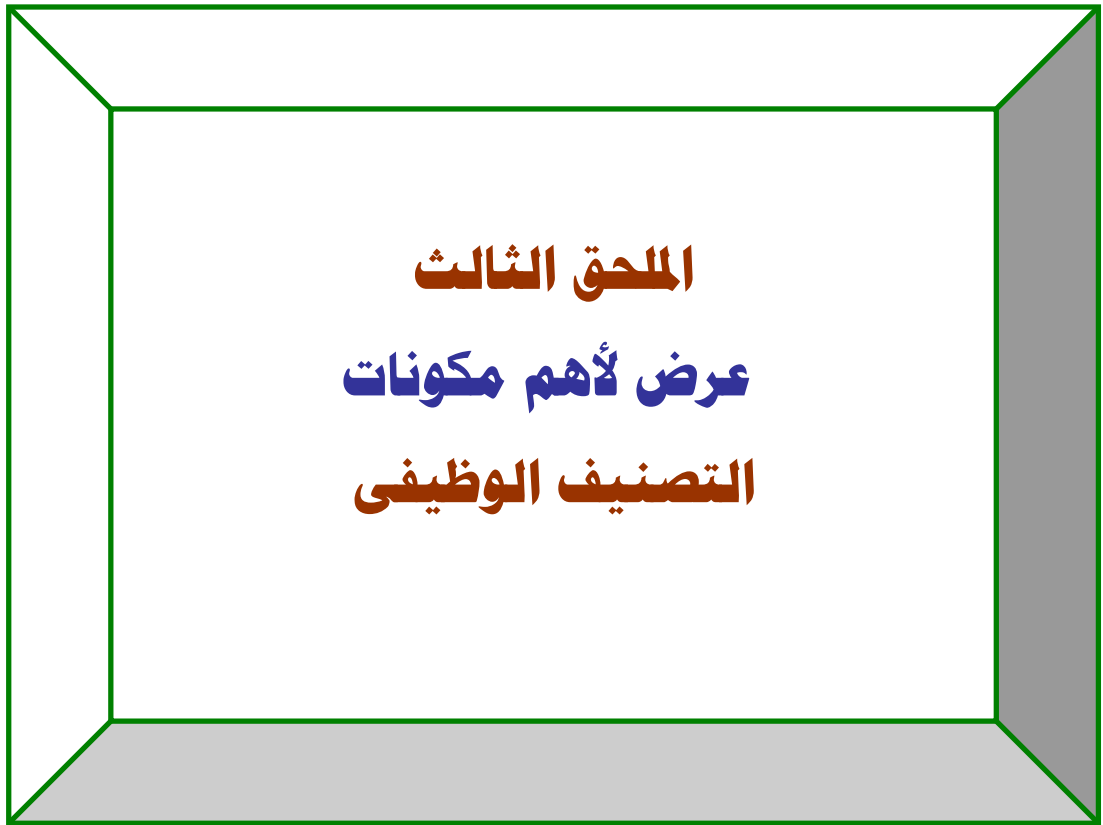 الملحق الثالث
عرض لأهم مكونات
التصنيف الوظيفى